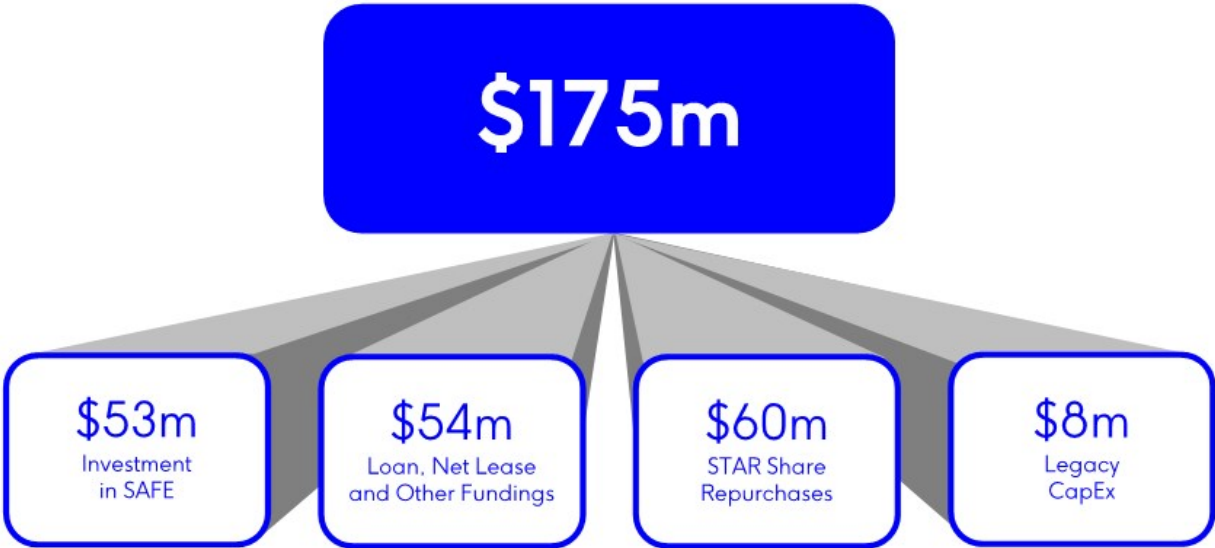 $175m
$53m
Investment
in SAFE
$54m
Loan, Net Lease
and Other Fundings
$60m
STAR Share
Repurchases
$8m
Legacy
CapEx